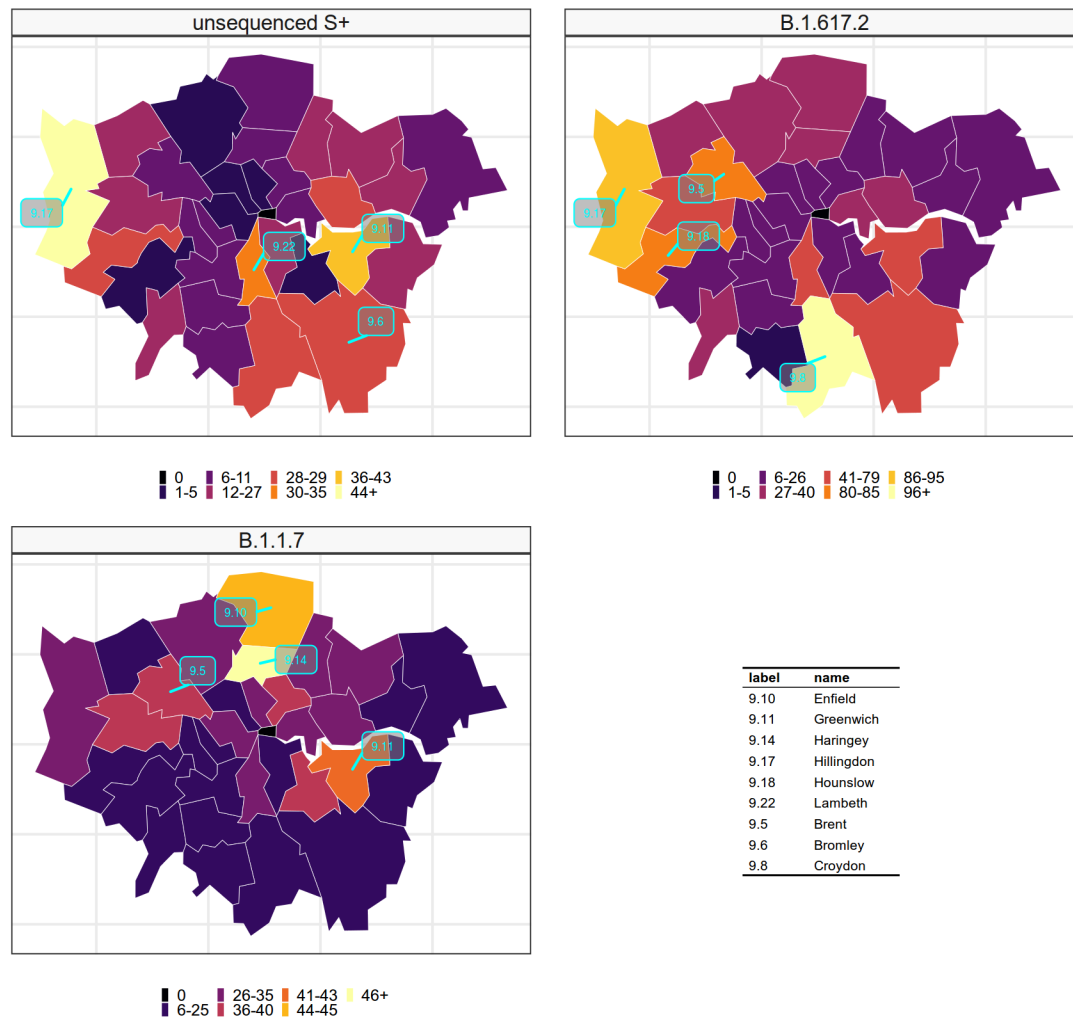 unsequenced S+
9.17
9.22
9.11
9.6
0 6-11 28-29 36-43
1-5 12-27 30-35 44+
B.1.617.2
9.5
9.17
9.18
9.8
0 6-26 41-79 86-95
1-5 27-40 80-85 96+
B.1.1.7
9.10
9.14
9.5
9.11
0 26-35 41-43 46+
6-25 36-40 44-45
label name
9.10 Enfield
9.11 Greenwich
9.14 Haringey
9.17 Hillingdon
9.18 Hounslow
9.22 Lambeth
9.5 Brent
9.6 Bromley
9.8 Croydon